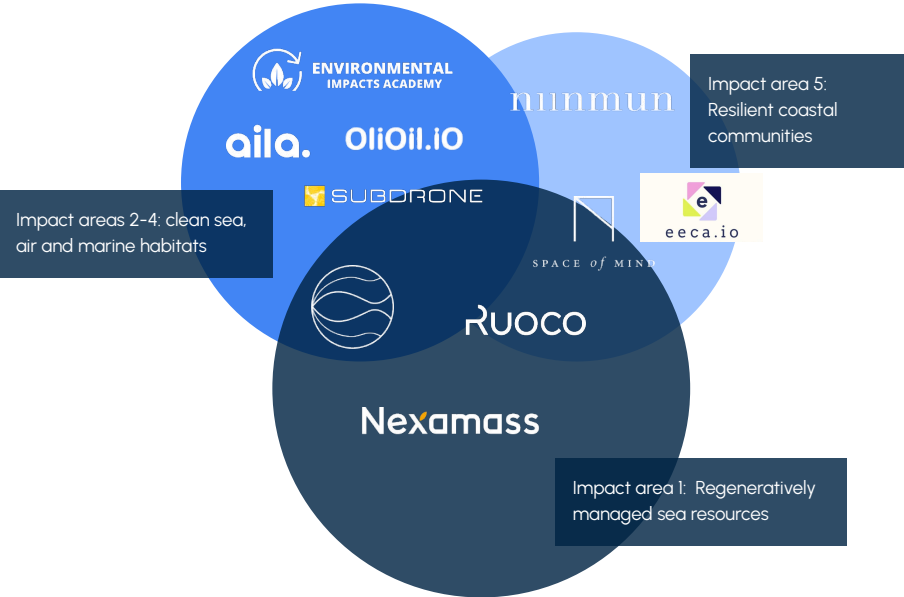 ENVIRONMENTAL
IMPACTS ACADEMY
aila.
OliOil.iO
SUBDRONE
niinmun
Impact area 5:
Resilient coastal
communities
e
eeca.io
Impact areas 2-4: clean sea,
air and marine habitats
SPACE of MIND
RUOCO
Nexamass
Impact area 1: Regeneratively
managed sea resources